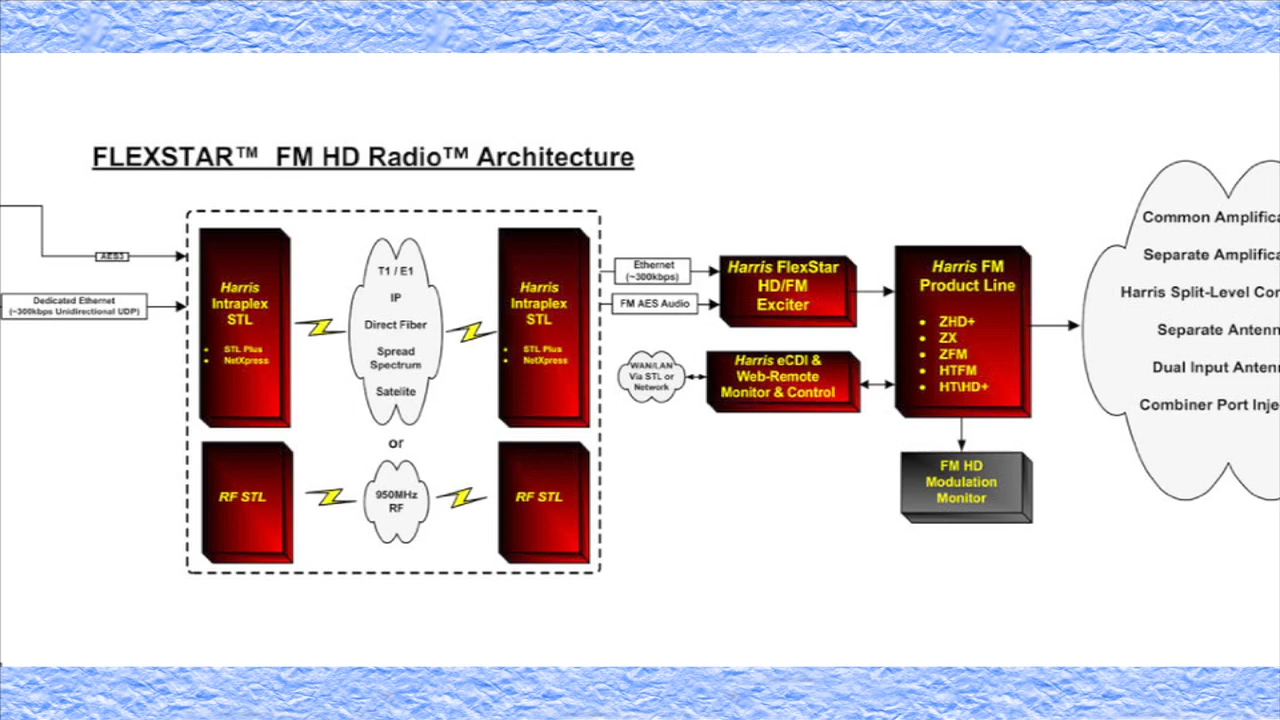 FLEXSTAR™ FM HD Radio™ Architecture
AES3
Dedicated Ethernet
(~300kbps Unidirectional UDP)
Harris
Intraplex
STL
• STL Plus
• NetXpress
T1 / E1
IP
Direct Fiber
Spread
Spectrum
Satelite
Harris
Intraplex
STL
• STL Plus
• NetXpress
or
RF STL
950MHz
RF
RF STL
Ethernet
(~300kbps)
FM AES Audio
WAN/LAN
Via STL or
Network
Harris FlexStar
HD/FM
Exciter
Harris eCDI &
Web-Remote
Monitor & Control
Harris FM
Product Line
• ZHD+
• ZX
• ZFM
• HTFM
• HT\HD+
FM HD
Modulation
Monitor
Common Amplifica
Separate Amplifica
Harris Split-Level Co
Separate Antenn
Dual Input Anten
Combiner Port Inje